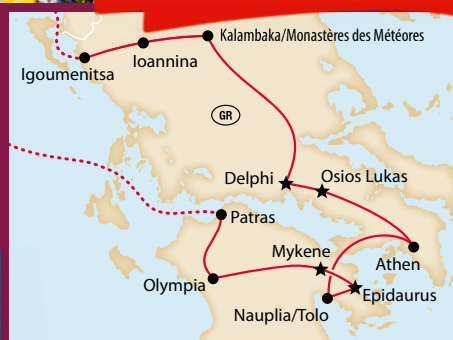 Kalambaka/Monastères des Météores
Ioannina
Igoumenitsa
GR
Delphi
Osios Lukas
Patras
Mykene
Athen
Olympia
Epidaurus
Nauplia/Tolo